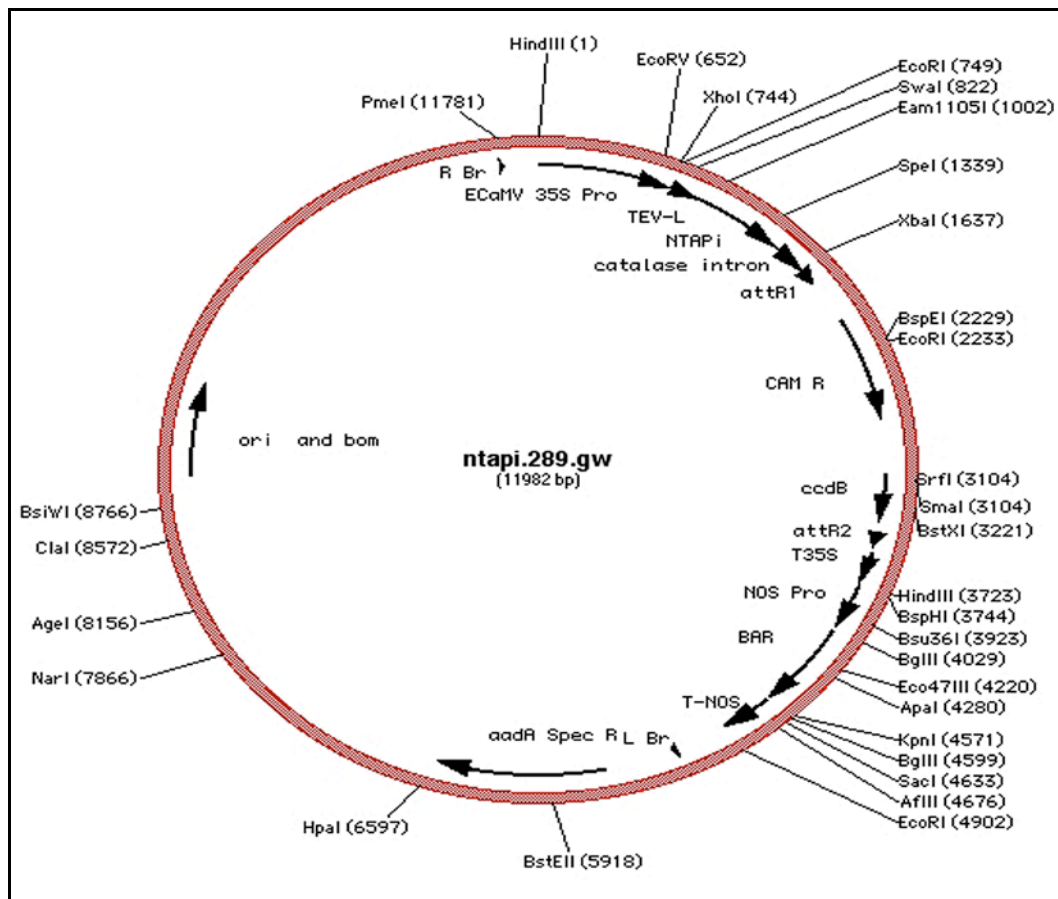 HindIII (1)
EcoRV (652)
EcoRI (749)
SwaI (822)
XhoI (744)
PmeI (11781)
Eam1105I (1002)
R Br
SpeI (1339)
ECaMV 35S Pro
TEV-L
XbaI (1637)
NTAPi
catalase intron
attR1
BspEI (2229)
EcoRI (2233)
CAM R
ori and bom
ntapi.289.gw
(11982 bp)
ccdB
SrfI (3104)
SmaI (3104)
BsiWI (8766)
attR2
BstXI (3221)
ClaI (8572)
T35S
NOS Pro
HindIII (3723)
BspHI (3744)
AgeI (8156)
BAR
Bsu36I (3923)
BglII (4029)
NarI (7866)
Eco47III (4220)
T-NOS
ApaI (4280)
aadA Spec R
L Br
KpnI (4571)
BglII (4599)
SacI (4633)
AflII (4676)
HpaI (6597)
EcoRI (4902)
BstEII (5918)